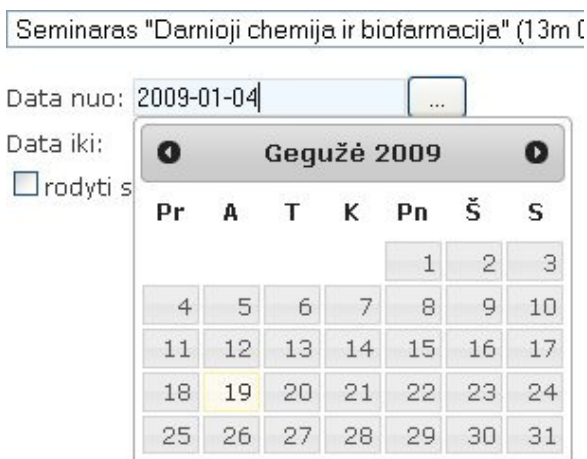 Seminaras "Darnioji chemija ir biofarmacija" (13m
Data nuo: 2009-01-04 ...
Data iki:
Gegužė 2009
rodyti s
Pr A T K Pn Š S
1 2 3
4 5 6 7 8 9 10
11 12 13 14 15 16 17
18 19 20 21 22 23 24
25 26 27 28 29 30 31